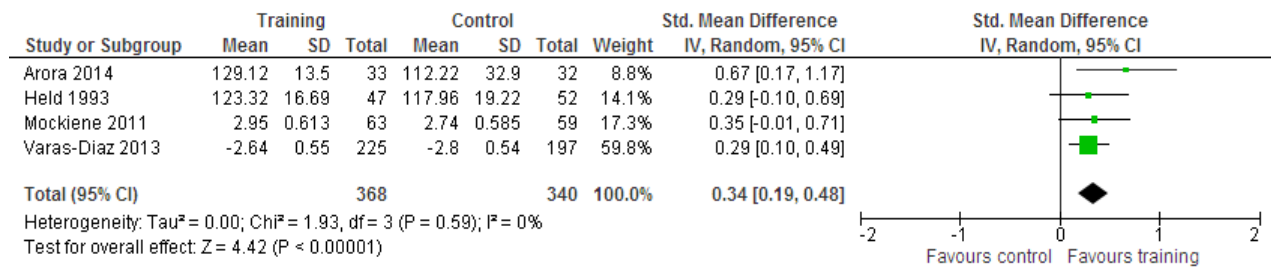 Training Control Std. Mean Difference Std. Mean Difference
Study or Subgroup Mean SD Total Mean SD Total Weight IV, Random, 95% CI IV, Random, 95% CI
Arora 2014 129.12 13.5 33 112.22 32.9 32 8.8% 0.67 [0.17, 1.17]
Held 1993 123.32 16.69 47 117.96 19.22 52 14.1% 0.29 [-0.10, 0.69]
Mockiene 2011 2.95 0.613 63 2.74 0.585 59 17.3% 0.35 [-0.01, 0.71]
Varas-Diaz 2013 -2.64 0.55 225 -2.8 0.54 197 59.8% 0.29 [0.10, 0.49]
Total (95% CI) 368 340 100.0% 0.34 [0.19, 0.48]
Heterogeneity: Tau² = 0.00; Chi² = 1.93, df = 3 (P = 0.59); I² = 0%
Test for overall effect: Z = 4.42 (P < 0.00001)
-2 -1 0 1 2
Favours control Favours training